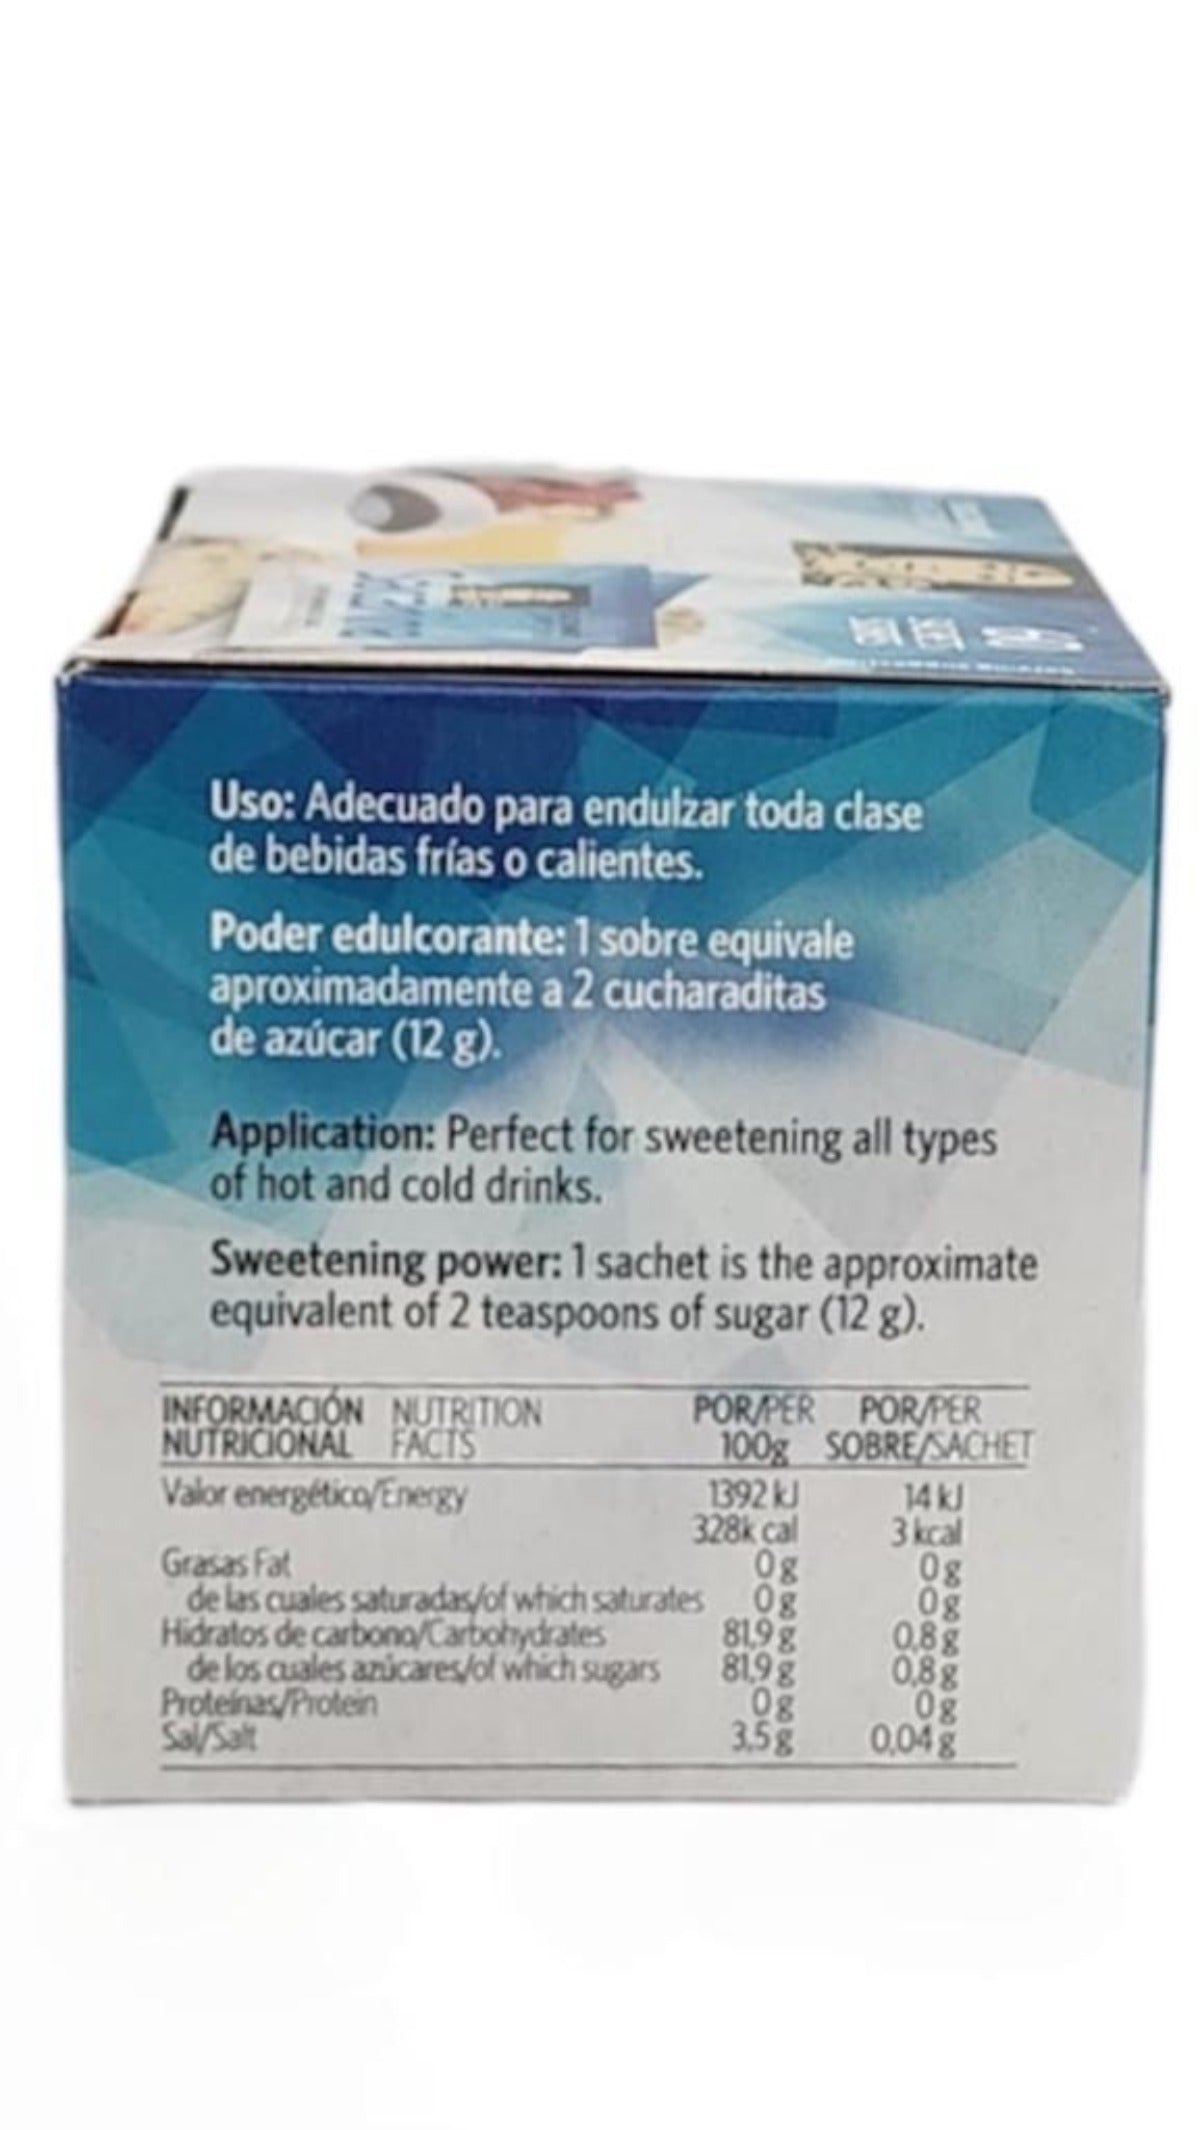 Uso: Adecuado para endulzar toda clase
de bebidas frías o calientes.
Poder edulcorante: 1 sobre equivale
aproximadamente a 2 cucharaditas
de azúcar (12 g).
Application: Perfect for sweetening all types
of hot and cold drinks.
Sweetening power: 1 sachet is the approximate
equivalent of 2 teaspoons of sugar (12 g).
INFORMACIÓN NUTRITION POR/PER POR/PER
NUTRICIONAL FACTS 100g SOBRE/SACHET
Valor energético/Energy 1392 kJ 14 kJ
328k cal 3 kcal
Grasas Fat 0 g 0 g
de las cuales saturadas/of which saturates 0 g 0 g
Hidratos de carbono/Carbohydrates 81,9 g 0,8 g
de los cuales azúcares/of which sugars 81,9 g 0,8 g
Proteínas/Protein 0 g 0 g
Sal/Salt 3,5 g 0,04 g